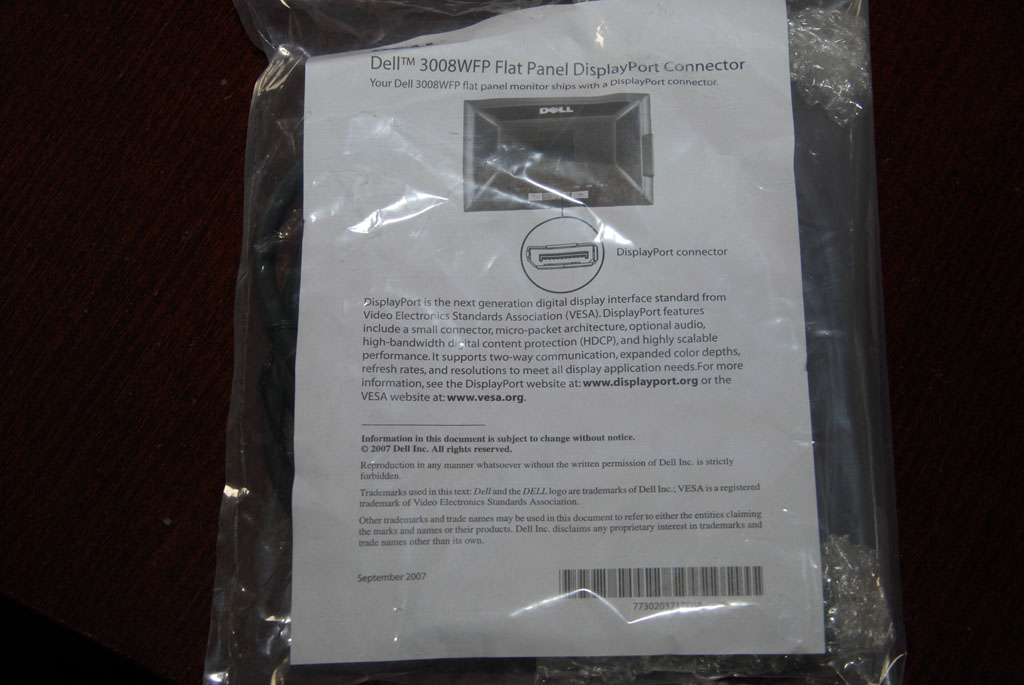 Dell™ 3008WFP Flat Panel DisplayPort Connector
Your Dell 3008WFP flat panel monitor ships with a DisplayPort connector.
DELL
DisplayPort connector
DisplayPort is the next generation digital display interface standard from
Video Electronics Standards Association (VESA). DisplayPort features
include a small connector, micro-packet architecture, optional audio,
high-bandwidth digital content protection (HDCP), and highly scalable
performance. It supports two-way communication, expanded color depths,
refresh rates, and resolutions to meet all display application needs.For more
information, see the DisplayPort website at: www.displayport.org or the
VESA website at: www.vesa.org.
Information in this document is subject to change without notice.
© 2007 Dell Inc. All rights reserved.
Reproduction in any manner whatsoever without the written permission of Dell Inc. is strictly
forbidden.
Trademarks used in this text: Dell and the DELL logo are trademarks of Dell Inc.; VESA is a registered
trademark of Video Electronics Standards Association.
Other trademarks and trade names may be used in this document to refer to either the entities claiming
the marks and names or their products. Dell Inc. disclaims any proprietary interest in trademarks and
trade names other than its own.
September 2007